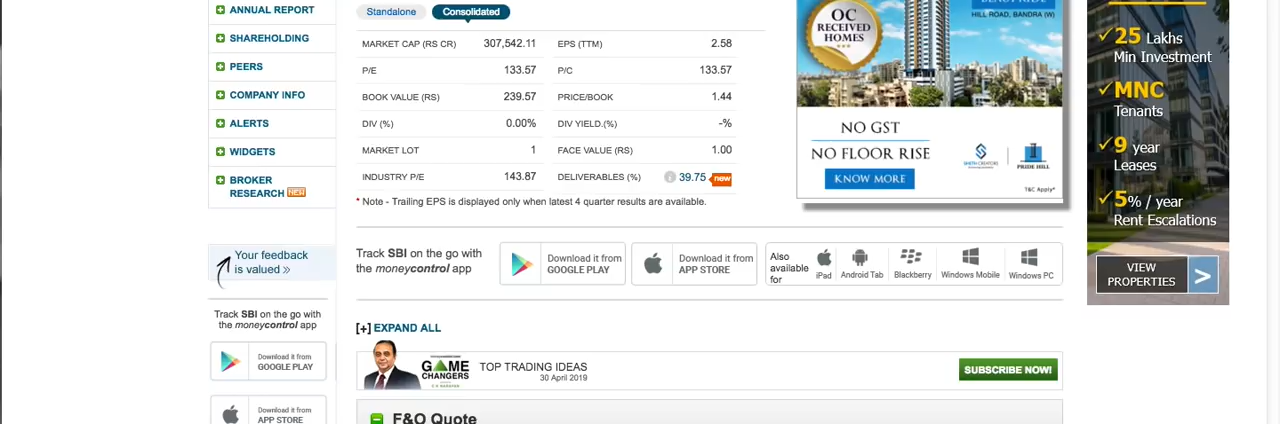 ANNUAL REPORT
SHAREHOLDING
PEERS
COMPANY INFO
ALERTS
WIDGETS
BROKER
RESEARCH NEW
Your feedback
is valued »
Track SBI on the go with
the moneycontrol app
Download it from
GOOGLE PLAY
Download it from
APP STORE
Standalone Consolidated
MARKET CAP (RS CR) 307,542.11 EPS (TTM) 2.58
P/E 133.57 P/C 133.57
BOOK VALUE (RS) 239.57 PRICE/BOOK 1.44
DIV (%) 0.00% DIV YIELD.(%) -%
MARKET LOT 1 FACE VALUE (RS) 1.00
INDUSTRY P/E 143.87 DELIVERABLES (%) 39.75 new
* Note - Trailing EPS is displayed only when latest 4 quarter results are available.
Track SBI on the go with
the moneycontrol app
Download it from
GOOGLE PLAY
Download it from
APP STORE
Also
available
for
iPad Android Tab Blackberry Windows Mobile Windows PC
[+] EXPAND ALL
GAME
CHANGERS
TOP TRADING IDEAS
30 April 2019
SUBSCRIBE NOW!
F&O Quote
HILL ROAD, BANDRA (W)
OC
RECEIVED
HOMES
NO GST
NO FLOOR RISE
KNOW MORE
PRIDE HILL
T&C Apply*
25 Lakhs
Min Investment
MNC
Tenants
9 year
Leases
5% / year
Rent Escalations
VIEW
PROPERTIES >